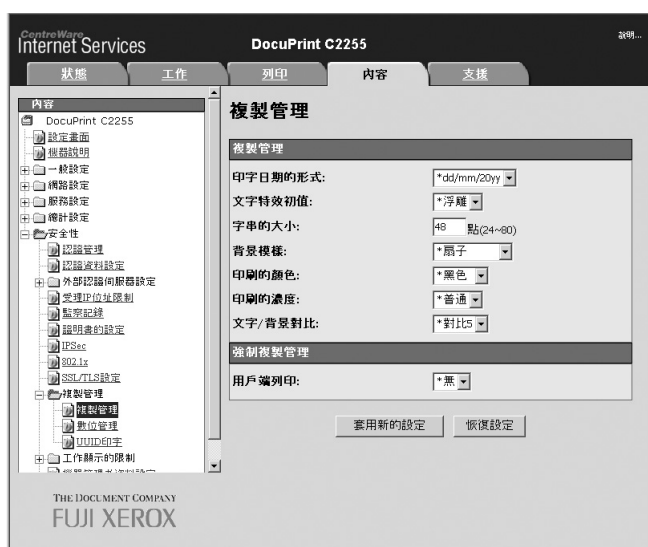 CentreWare
Internet Services
DocuPrint C2255
說明...
狀態
工作
列印
內容
支援
內容
DocuPrint C2255
設定畫面
機器說明
一般設定
網路設定
服務設定
總計設定
安全性
認證管理
認證資料設定
外部認證伺服器設定
受理IP位址限制
監察記錄
證明書的設定
IPSec
802.1x
SSL/TLS設定
複製管理
複製管理
數位管理
UUID印字
工作顯示的限制
複製管理
複製管理
印字日期的形式: *dd/mm/20yy
文字特效初值: *浮雕
字串的大小: 48 點(24~80)
背景模樣: *扇子
印刷的顏色: *黑色
印刷的濃度: *普通
文字/背景對比: *對比5
強制複製管理
用戶端列印: *無
套用新的設定
恢復設定
THE DOCUMENT COMPANY
FUJI XEROX